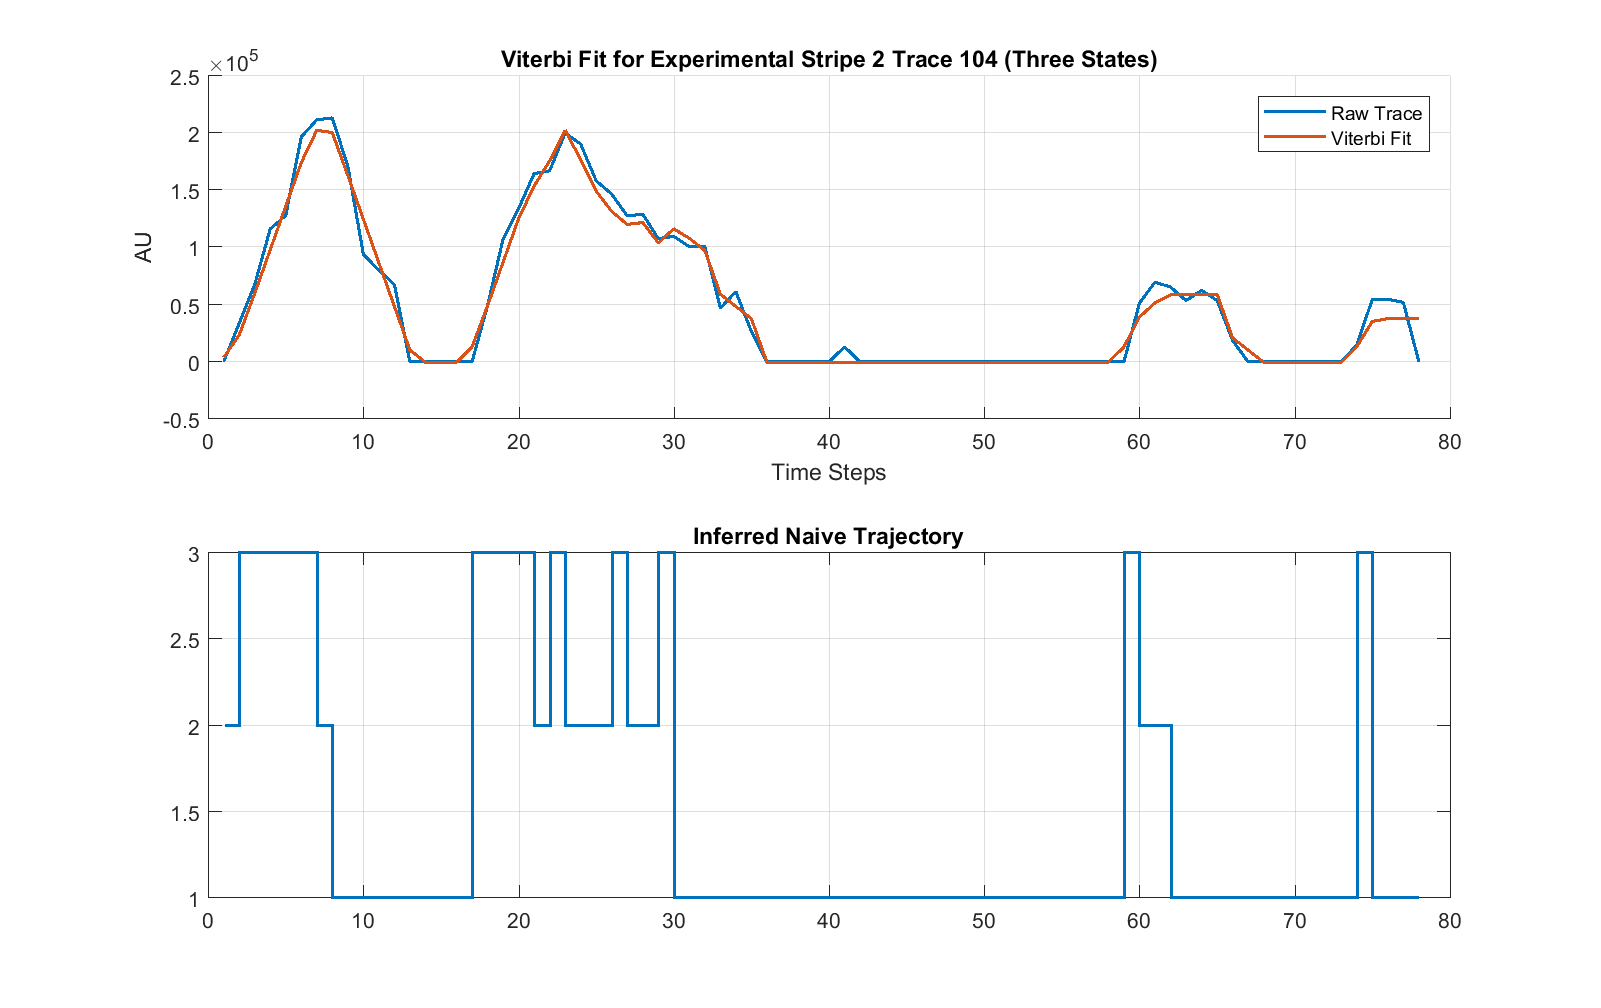 Viterbi Fit for Experimental Stripe 2 Trace 104 (Three States)
×10^5
2.5
2
1.5
1
0.5
0
-0.5
AU
Raw Trace
Viterbi Fit
0 10 20 30 40 50 60 70 80
Time Steps
Inferred Naive Trajectory
3
2.5
2
1.5
1
0 10 20 30 40 50 60 70 80